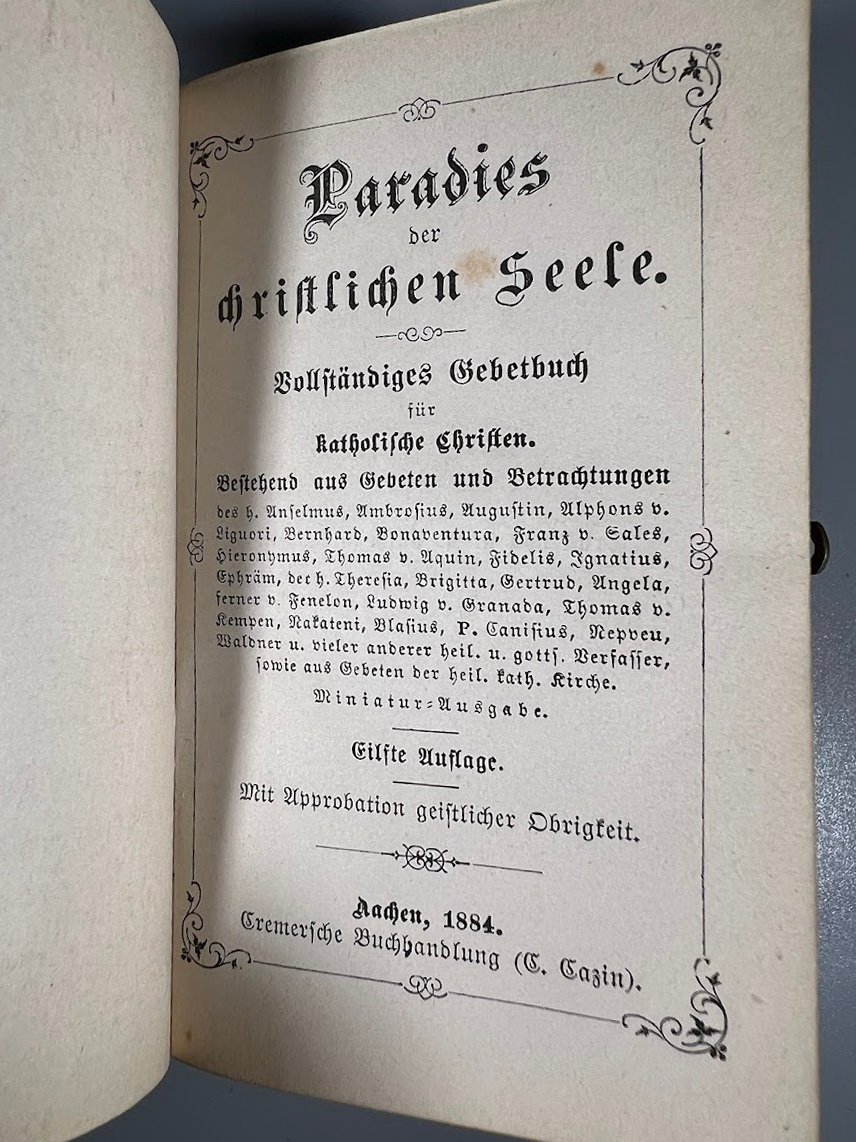 Paradies
der
christlichen Seele.
Vollständiges Gebetbuch
für
katholische Christen.
Bestehend aus Gebeten und Betrachtungen
des h. Anselmus, Ambrosius, Augustin, Alphons v.
Liguori, Bernhard, Bonaventura, Franz v. Sales,
Hieronymus, Thomas v. Aquin, Fidelis, Ignatius,
Ephräm, der h. Theresia, Brigitta, Gertrud, Angela,
ferner v. Fenelon, Ludwig v. Granada, Thomas v.
Kempen, Nakateni, Blasius, P. Canisius, Nepveu,
Waldner u. vieler anderer heil. u. gotts. Verfasser,
sowie aus Gebeten der heil. kath. Kirche.
Miniatur-Ausgabe.
Eilfte Auflage.
Mit Approbation geistlicher Obrigkeit.
Aachen, 1884.
Cremersche Buchhandlung (C. Cazin).